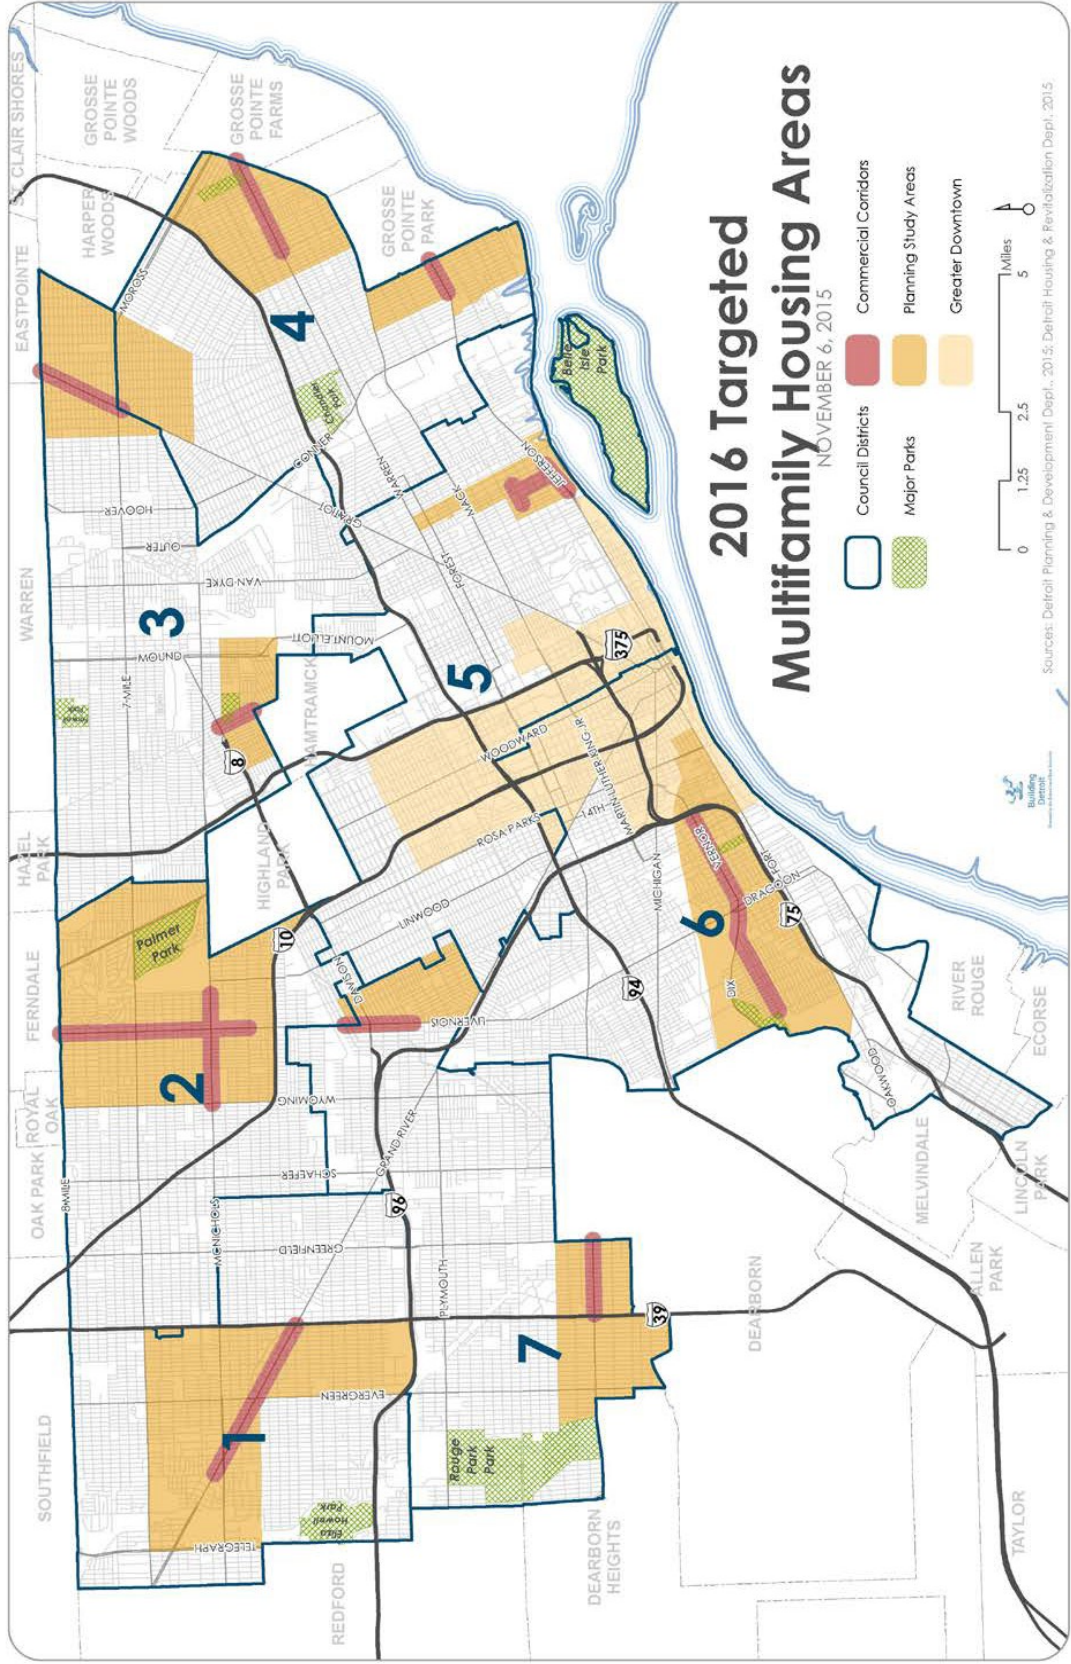 2016 Targeted
Multifamily Housing Areas
NOVEMBER 6, 2015
Council Districts
Major Parks
Commercial Corridors
Planning Study Areas
Greater Downtown
0
1.25
2.5
5
Miles
Sources: Detroit Planning & Development Dept., 2015; Detroit Housing & Revitalization Dept., 2015
Building
Detroit
SOUTHFIELD
OAK PARK
ROYAL
OAK
FERNDALE
HAZEL
PARK
WARREN
EASTPOINTE
ST CLAIR SHORES
GROSSE
POINTE
WOODS
HARPER
WOODS
GROSSE
POINTE
FARMS
GROSSE
POINTE
PARK
HIGHLAND
PARK
HAMTRAMCK
REDFORD
DEARBORN
HEIGHTS
DEARBORN
TAYLOR
ALLEN
PARK
LINCOLN
PARK
MELVINDALE
ECORSE
RIVER
ROUGE
1
2
3
4
5
6
7
8-MILE
7-MILE
MCNICHOLS
TELEGRAPH
EVERGREEN
GREENFIELD
SCHAEFER
WYOMING
LIVERNOIS
DAVISON
LINWOOD
ROSA PARKS
14TH
WOODWARD
MARTIN LUTHER KING JR
MICHIGAN
VERNOR
FORT
DRAGOON
DIX
OAKWOOD
GRAND RIVER
PLYMOUTH
MOUND
MOUNT ELLIOTT
VAN DYKE
OUTER
HOOVER
MOROSS
CONNER
GRATIOT
WARREN
FOREST
MACK
JEFFERSON
8
10
39
75
94
96
375
Palmer
Park
Chandler
Park
Belle
Isle
Park
Rouge
Park
Park
Eliza
Howell
Park